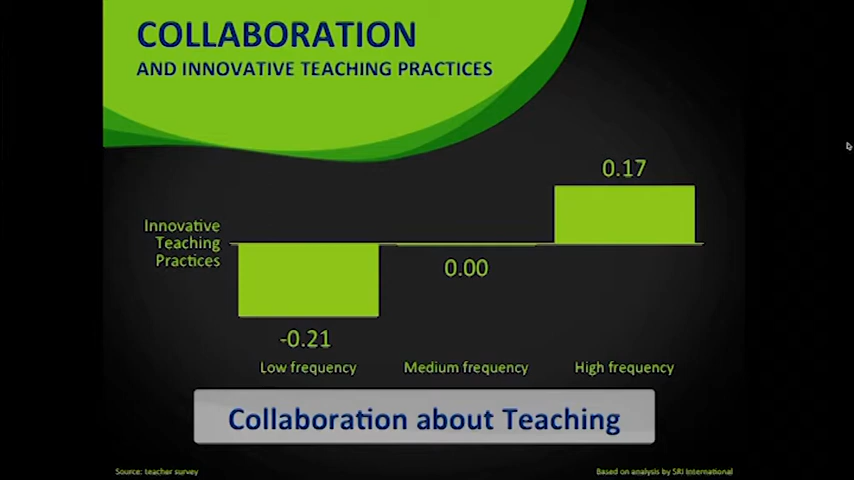 COLLABORATION
AND INNOVATIVE TEACHING PRACTICES
0.17
Innovative
Teaching
Practices
0.00
-0.21
Low frequency
Medium frequency
High frequency
Collaboration about Teaching
Source: teacher survey
Based on analysis by SRI International